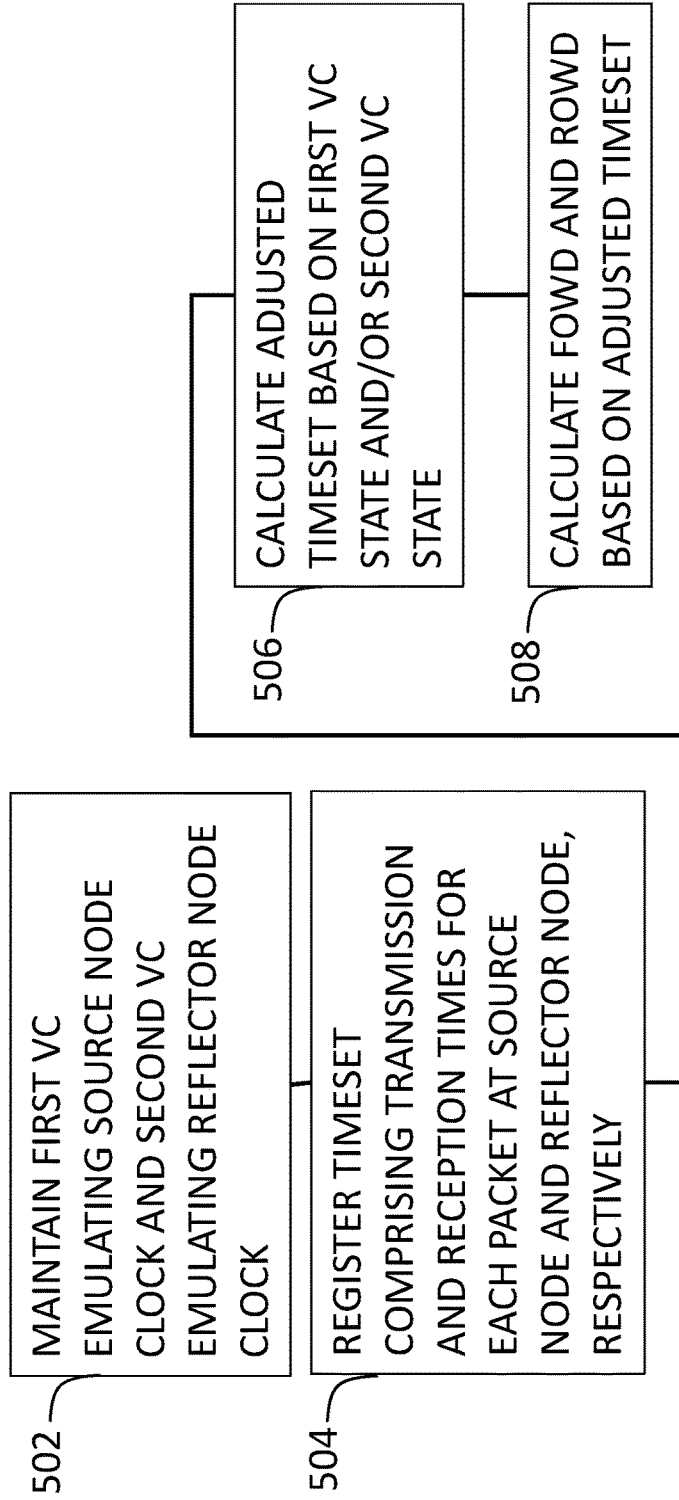 502
MAINTAIN FIRST VC
EMULATING SOURCE NODE
CLOCK AND SECOND VC
EMULATING REFLECTOR NODE
CLOCK
504
REGISTER TIMESET
COMPRISING TRANSMISSION
AND RECEPTION TIMES FOR
EACH PACKET AT SOURCE
NODE AND REFLECTOR NODE,
RESPECTIVELY
506
CALCULATE ADJUSTED
TIMESET BASED ON FIRST VC
STATE AND/OR SECOND VC
STATE
508
CALCULATE FOWD AND ROWD
BASED ON ADJUSTED TIMESET